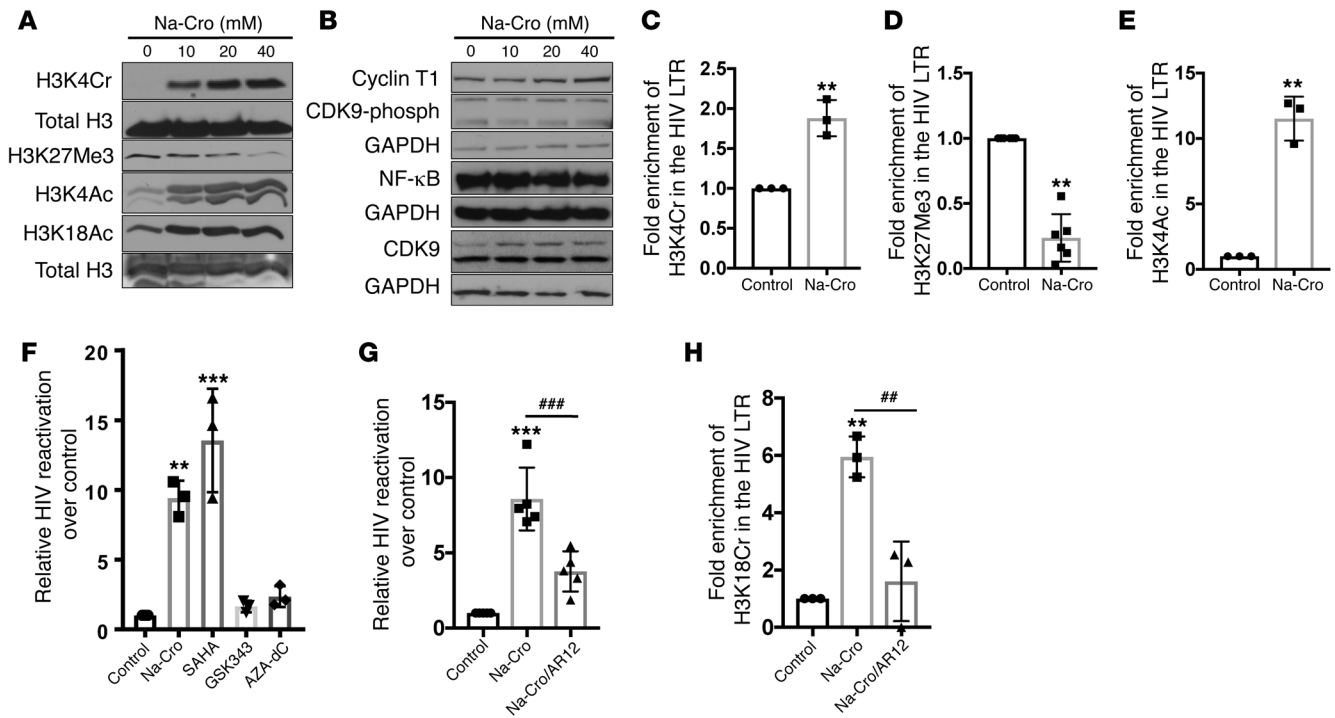 A
Na-Cro (mM)
0 10 20 40
H3K4Cr
Total H3
H3K27Me3
H3K4Ac
H3K18Ac
Total H3
B
Na-Cro (mM)
0 10 20 40
Cyclin T1
CDK9-phosph
GAPDH
NF-κB
GAPDH
CDK9
GAPDH
C
Fold enrichment of
H3K4Cr in the HIV LTR
2.5
2.0
1.5
1.0
0.5
0.0
**
Control Na-Cro
D
Fold enrichment of
H3K27Me3 in the HIV LTR
1.5
1.0
0.5
0.0
**
Control Na-Cro
E
Fold enrichment of
H3K4Ac in the HIV LTR
15
10
5
0
**
Control Na-Cro
F
Relative HIV reactivation
over control
20
15
10
5
0
**
***
Control
Na-Cro
SAHA
GSK343
AZA-dC
G
Relative HIV reactivation
over control
15
10
5
0
***
###
Control
Na-Cro
Na-Cro/AR12
H
Fold enrichment of
H3K18Cr in the HIV LTR
8
6
4
2
0
**
##
Control
Na-Cro
Na-Cro/AR12